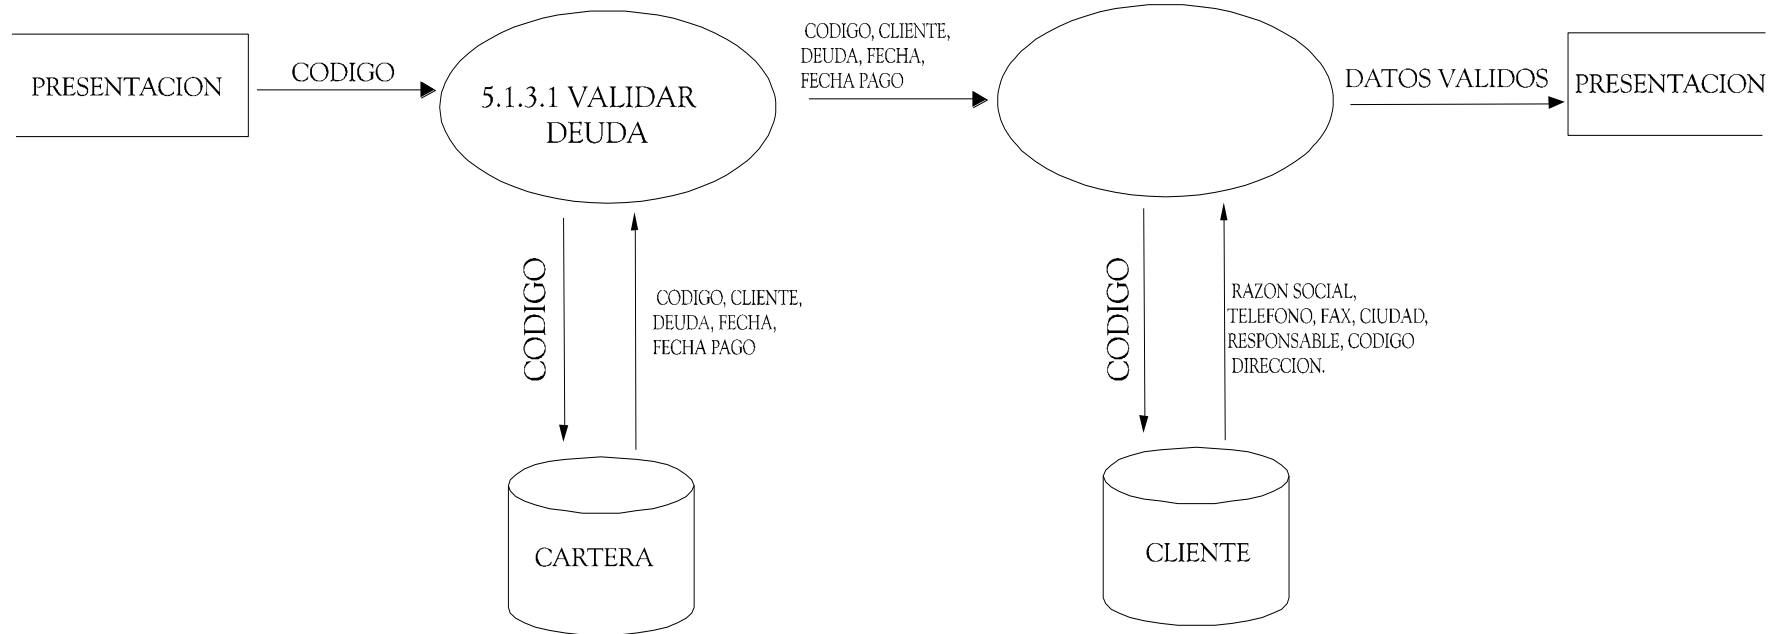 PRESENTACION
CODIGO
5.1.3.1 VALIDAR
DEUDA
CODIGO, CLIENTE,
DEUDA, FECHA,
FECHA PAGO
DATOS VALIDOS
PRESENTACION
CODIGO
CODIGO, CLIENTE,
DEUDA, FECHA,
FECHA PAGO
CODIGO
RAZON SOCIAL,
TELEFONO, FAX, CIUDAD,
RESPONSABLE, CODIGO
DIRECCION.
CARTERA
CLIENTE